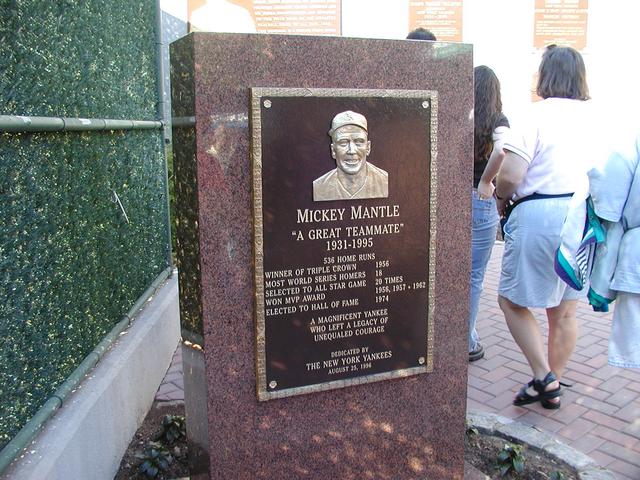 MICKEY MANTLE
"A GREAT TEAMMATE"
1931-1995
536 HOME RUNS
WINNER OF TRIPLE CROWN 1956
MOST WORLD SERIES HOMERS 18
SELECTED TO ALL STAR GAME 20 TIMES
WON MVP AWARD 1956, 1957 • 1962
ELECTED TO HALL OF FAME 1974
A MAGNIFICENT YANKEE
WHO LEFT A LEGACY OF
UNEQUALED COURAGE
DEDICATED BY
THE NEW YORK YANKEES
AUGUST 25, 1996